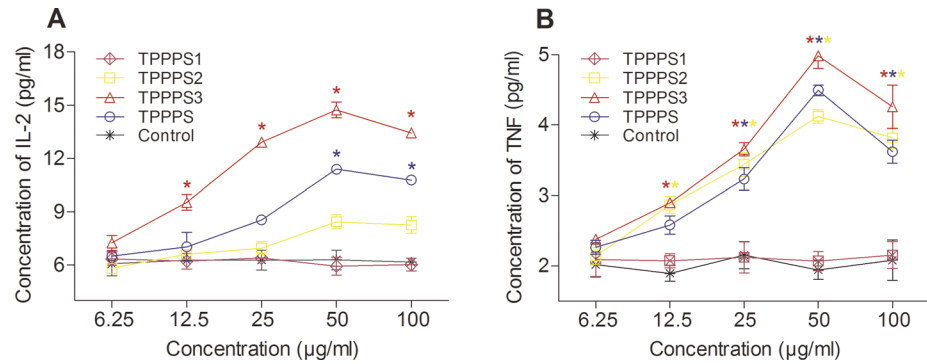 A
Concentration of IL-2 (pg/ml)
18
15
12
9
6
TPPPS1
TPPPS2
TPPPS3
TPPPS
Control
*
*
*
*
*
*
6.25 12.5 25 50 100
Concentration (µg/ml)
B
Concentration of TNF (pg/ml)
5
4
3
2
TPPPS1
TPPPS2
TPPPS3
TPPPS
Control
***
***
***
**
6.25 12.5 25 50 100
Concentration (µg/ml)